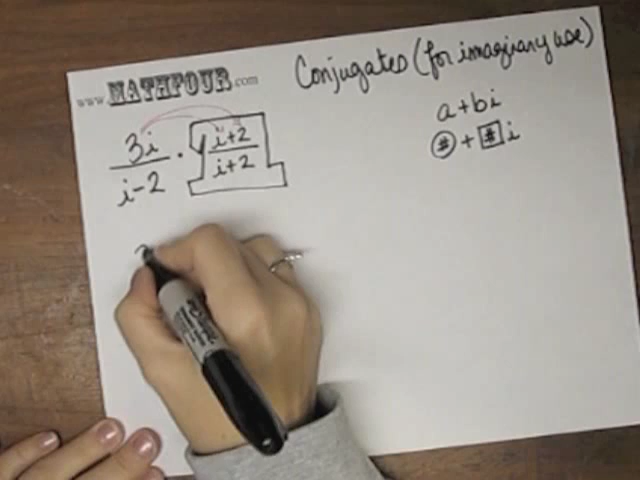 www.MATHFOUR.com
Conjugates (for imaginary use)
a+bi
# + # i
3i/i-2 · i+2/i+2